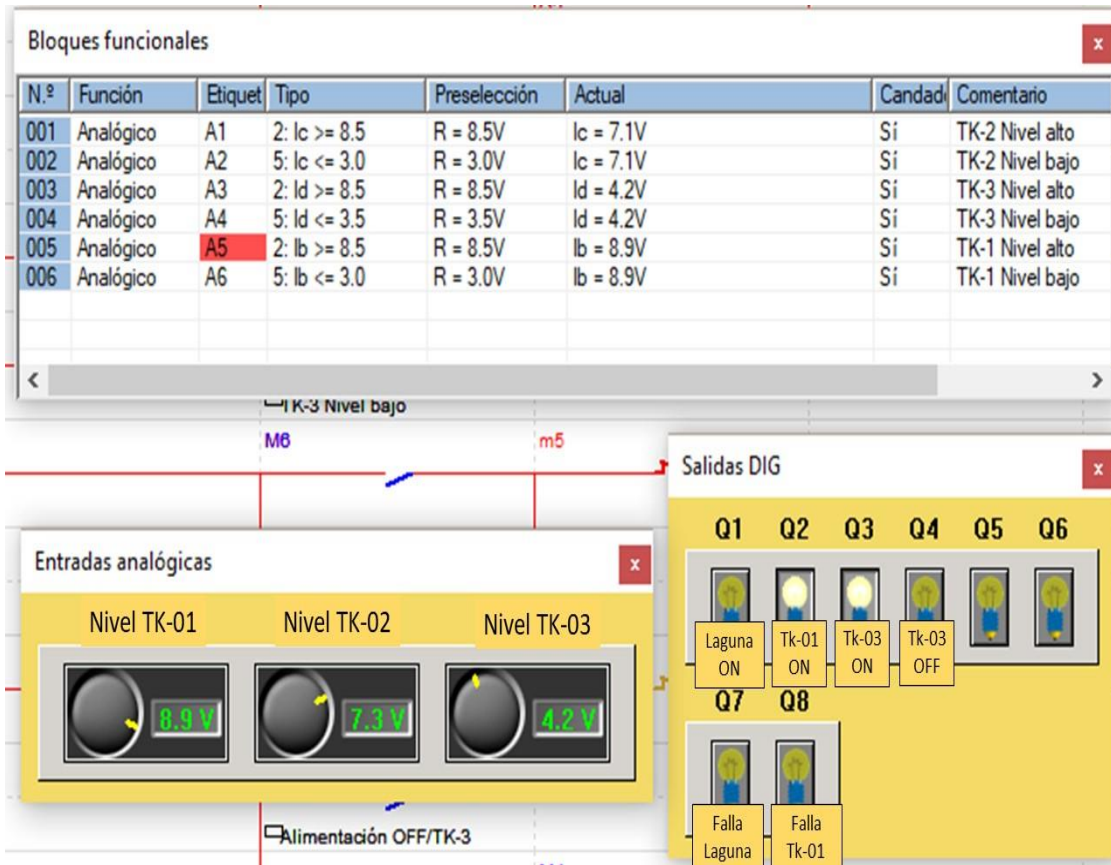 Bloques funcionales
x
N.º Función Etiquet Tipo Preselección Actual Candad Comentario
001 Analógico A1 2: Ic >= 8.5 R = 8.5V Ic = 7.1V Sí TK-2 Nivel alto
002 Analógico A2 5: Ic <= 3.0 R = 3.0V Ic = 7.1V Sí TK-2 Nivel bajo
003 Analógico A3 2: Id >= 8.5 R = 8.5V Id = 4.2V Sí TK-3 Nivel alto
004 Analógico A4 5: Id <= 3.5 R = 3.5V Id = 4.2V Sí TK-3 Nivel bajo
005 Analógico A5 2: Ib >= 8.5 R = 8.5V Ib = 8.9V Sí TK-1 Nivel alto
006 Analógico A6 5: Ib <= 3.0 R = 3.0V Ib = 8.9V Sí TK-1 Nivel bajo
TK-3 Nivel bajo
M6 m5
Entradas analógicas
x
Nivel TK-01 Nivel TK-02 Nivel TK-03
8.9 V 7.3 V 4.2 V
Alimentación OFF/TK-3
Salidas DIG
x
Q1 Q2 Q3 Q4 Q5 Q6
Laguna Tk-01 Tk-03 Tk-03
ON ON ON OFF
Q7 Q8
Falla Falla
Laguna Tk-01